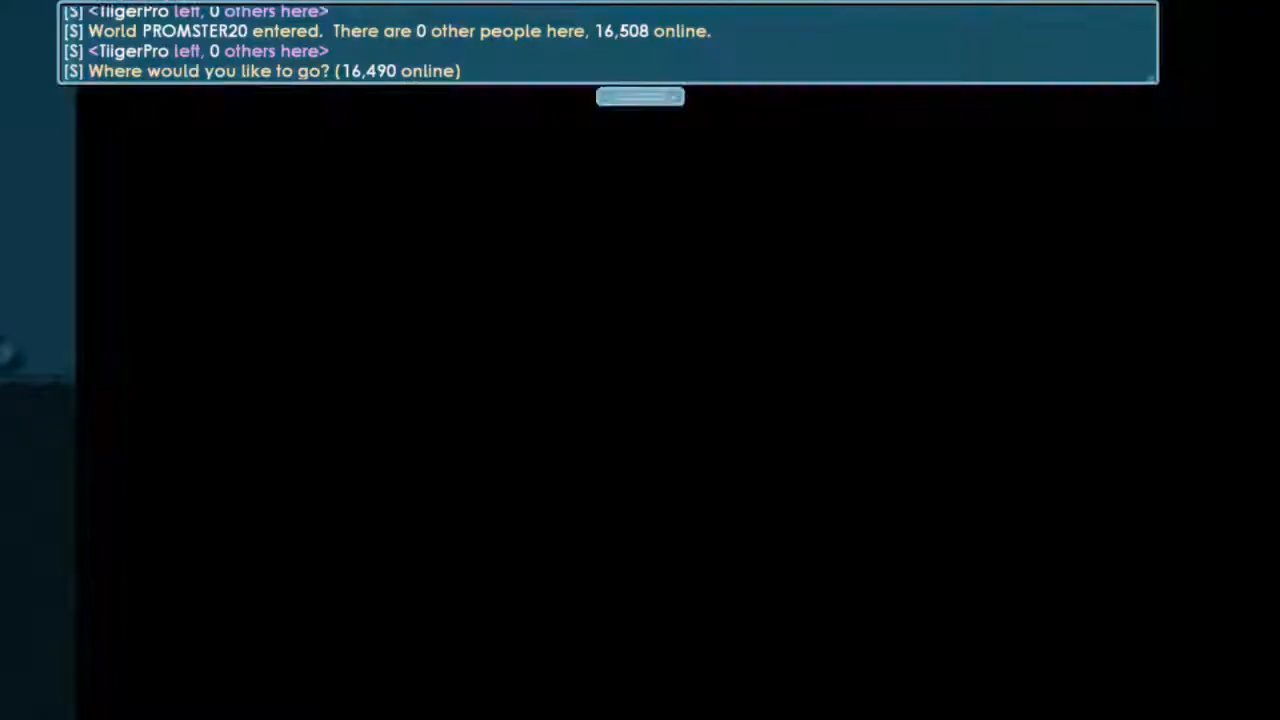 [S] <TiigerPro left, 0 others here>
[S] World PROMSTER20 entered. There are 0 other people here, 16,508 online.
[S] <TiigerPro left, 0 others here>
[S] Where would you like to go? (16,490 online)